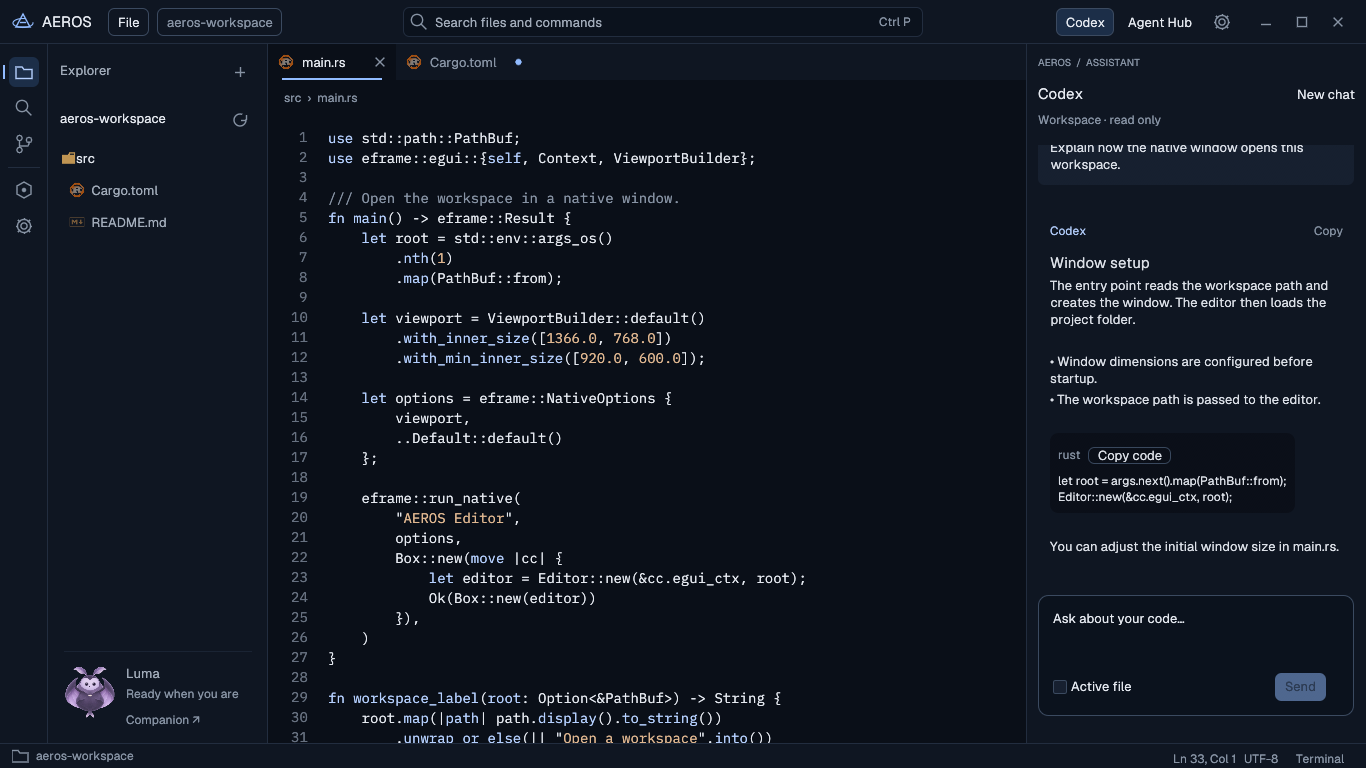 AEROS File aeros-workspace Search files and commands Ctrl P Codex Agent Hub
Explorer
aeros-workspace
src
Cargo.toml
M↓ README.md
Luma
Ready when you are
Companion ↗
main.rs Cargo.toml
src › main.rs
1 use std::path::PathBuf;
2 use eframe::egui::{self, Context, ViewportBuilder};
3
4 /// Open the workspace in a native window.
5 fn main() -> eframe::Result {
6     let root = std::env::args_os()
7         .nth(1)
8         .map(PathBuf::from);
9
10     let viewport = ViewportBuilder::default()
11         .with_inner_size([1366.0, 768.0])
12         .with_min_inner_size([920.0, 600.0]);
13
14     let options = eframe::NativeOptions {
15         viewport,
16         ..Default::default()
17     };
18
19     eframe::run_native(
20         "AEROS Editor",
21         options,
22         Box::new(move |cc| {
23             let editor = Editor::new(&cc.egui_ctx, root);
24             Ok(Box::new(editor))
25         }),
26     )
27 }
28
29 fn workspace_label(root: Option<&PathBuf>) -> String {
30     root.map(|path| path.display().to_string())
31         .unwrap_or_else(|| "Open a workspace".into())
AEROS / ASSISTANT
Codex New chat
Workspace · read only
Explain how the native window opens this
workspace.
Codex Copy
Window setup
The entry point reads the workspace path and
creates the window. The editor then loads the
project folder.
• Window dimensions are configured before
startup.
• The workspace path is passed to the editor.
rust Copy code
let root = args.next().map(PathBuf::from);
Editor::new(&cc.egui_ctx, root);
You can adjust the initial window size in main.rs.
Ask about your code…
Active file Send
aeros-workspace Ln 33, Col 1 UTF-8 Terminal